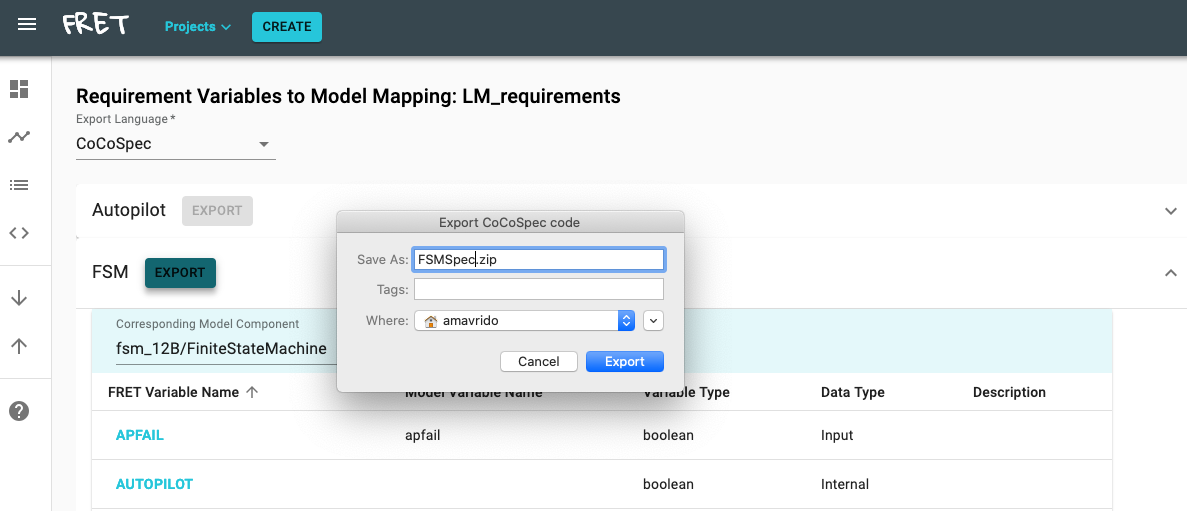 FRET
Projects
CREATE
Requirement Variables to Model Mapping: LM_requirements
Export Language *
CoCoSpec
Autopilot
EXPORT
Export CoCoSpec code
Save As:
FSMSpec.zip
Tags:
Where:
amavrido
Cancel
Export
FSM
EXPORT
Corresponding Model Component
fsm_12B/FiniteStateMachine
FRET Variable Name
Model Variable Name
Variable Type
Data Type
Description
APFAIL
apfail
boolean
Input
AUTOPILOT
boolean
Internal